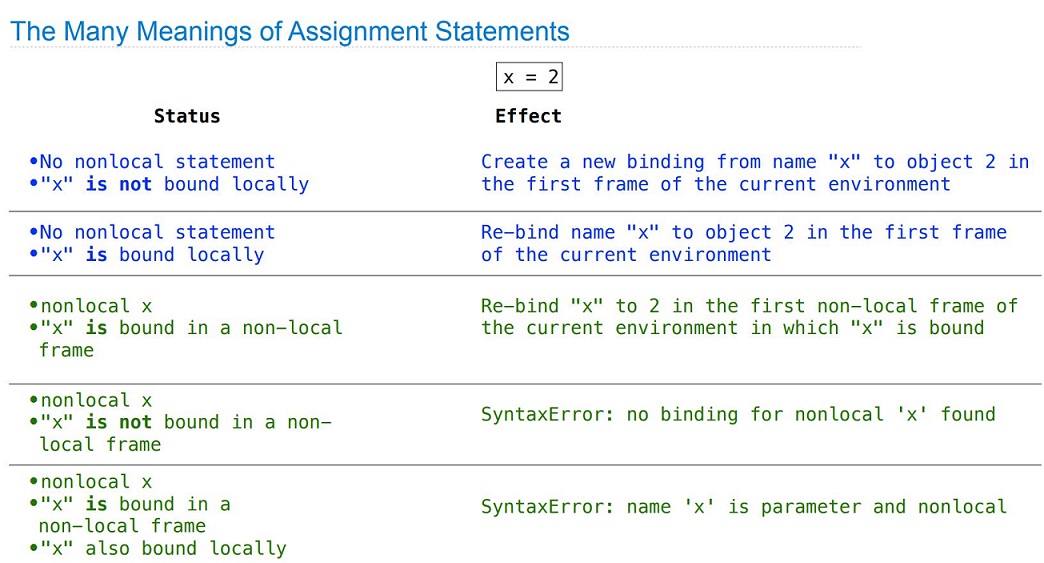 The Many Meanings of Assignment Statements
x = 2
Status Effect
•No nonlocal statement
•"x" is not bound locally
Create a new binding from name "x" to object 2 in
the first frame of the current environment
•No nonlocal statement
•"x" is bound locally
Re-bind name "x" to object 2 in the first frame
of the current environment
•nonlocal x
•"x" is bound in a non-local
frame
Re-bind "x" to 2 in the first non-local frame of
the current environment in which "x" is bound
•nonlocal x
•"x" is not bound in a non-
local frame
SyntaxError: no binding for nonlocal 'x' found
•nonlocal x
•"x" is bound in a
non-local frame
•"x" also bound locally
SyntaxError: name 'x' is parameter and nonlocal